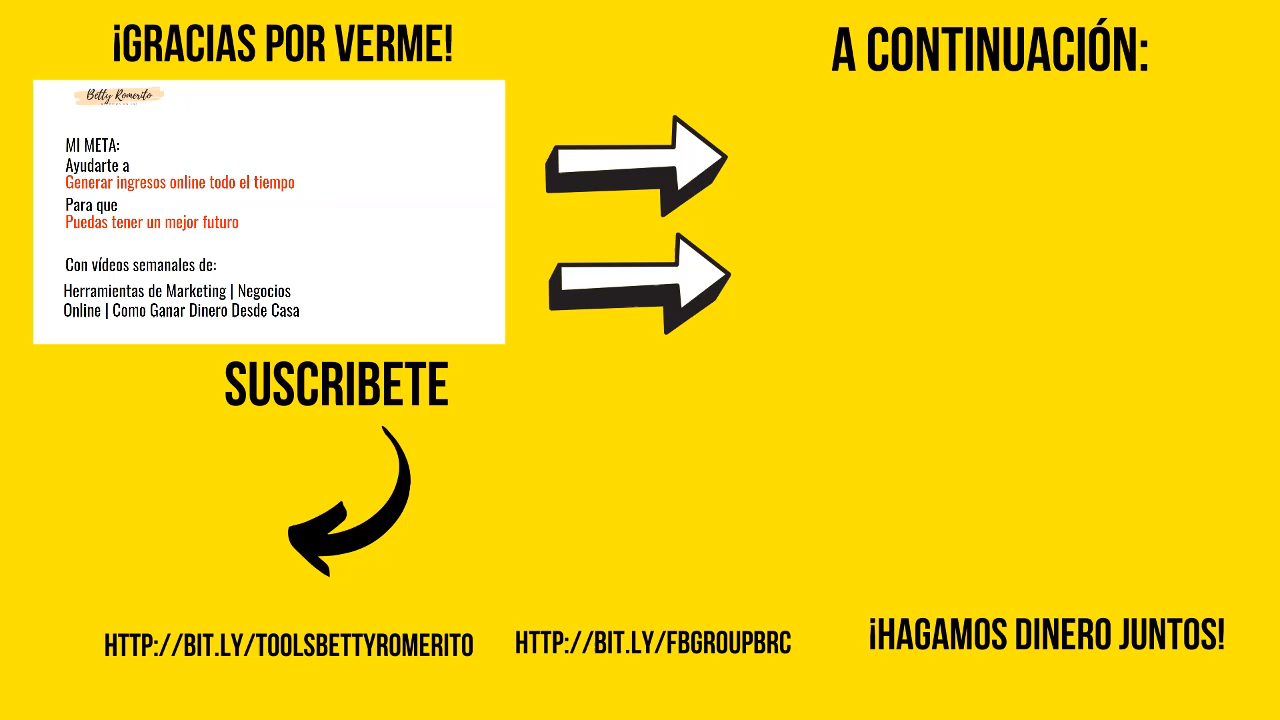 ¡GRACIAS POR VERME!
A CONTINUACIÓN:
Betty Romerito
MI META:
Ayudarte a
Generar ingresos online todo el tiempo
Para que
Puedas tener un mejor futuro
Con vídeos semanales de:
Herramientas de Marketing | Negocios
Online | Como Ganar Dinero Desde Casa
SUSCRIBETE
HTTP://BIT.LY/TOOLSBETTYROMERITO
HTTP://BIT.LY/FBGROUPBRC
¡HAGAMOS DINERO JUNTOS!